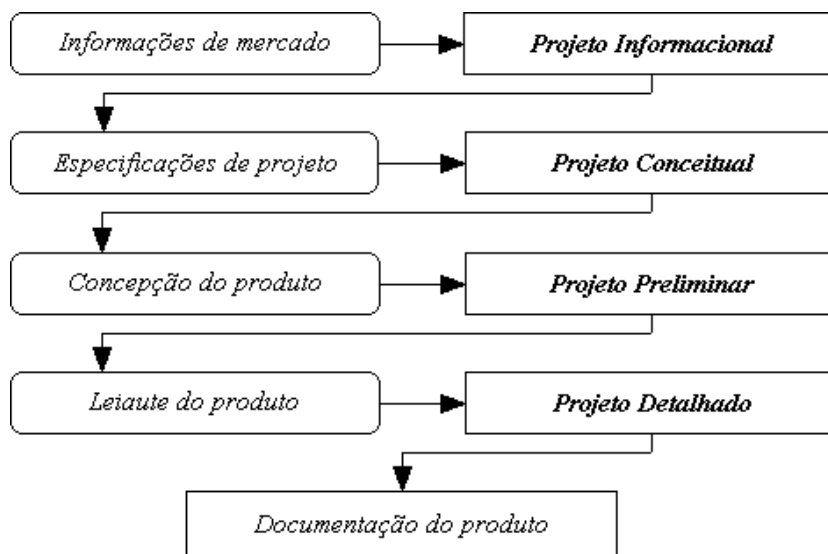 Informações de mercado
Projeto Informacional
Especificações de projeto
Projeto Conceitual
Concepção do produto
Projeto Preliminar
Leiaute do produto
Projeto Detalhado
Documentação do produto